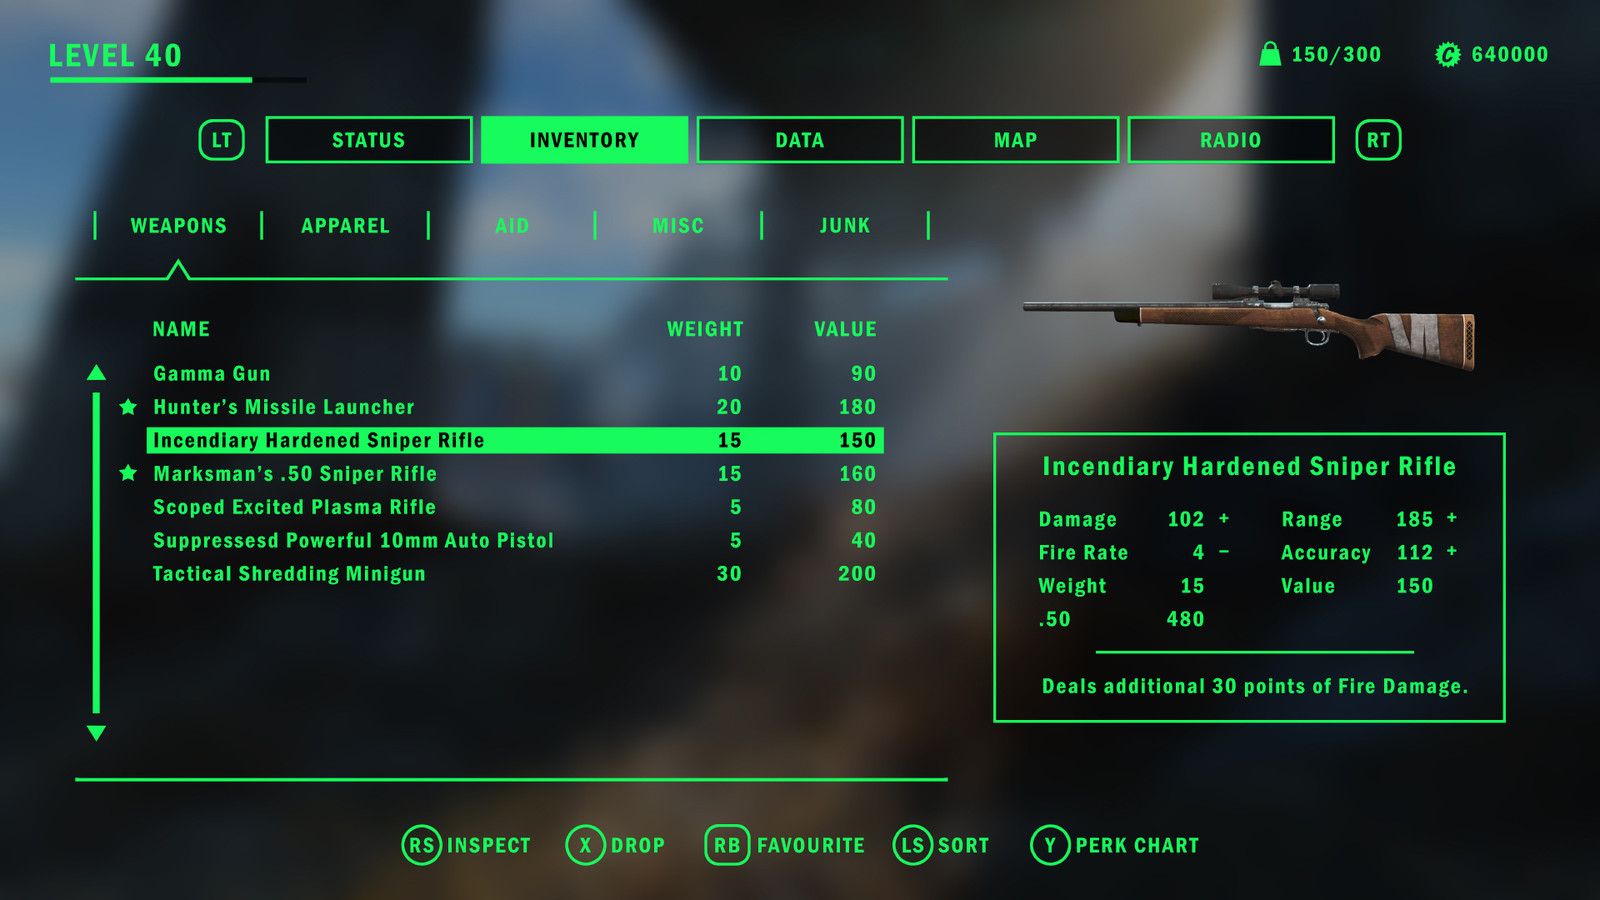 LEVEL 40
150/300 640000
LT STATUS INVENTORY DATA MAP RADIO RT
WEAPONS APPAREL AID MISC JUNK
NAME WEIGHT VALUE
Gamma Gun 10 90
Hunter's Missile Launcher 20 180
Incendiary Hardened Sniper Rifle 15 150
Marksman's .50 Sniper Rifle 15 160
Scoped Excited Plasma Rifle 5 80
Suppressesd Powerful 10mm Auto Pistol 5 40
Tactical Shredding Minigun 30 200
Incendiary Hardened Sniper Rifle
Damage 102 + Range 185 +
Fire Rate 4 – Accuracy 112 +
Weight 15 Value 150
.50 480
Deals additional 30 points of Fire Damage.
RS INSPECT X DROP RB FAVOURITE LS SORT Y PERK CHART